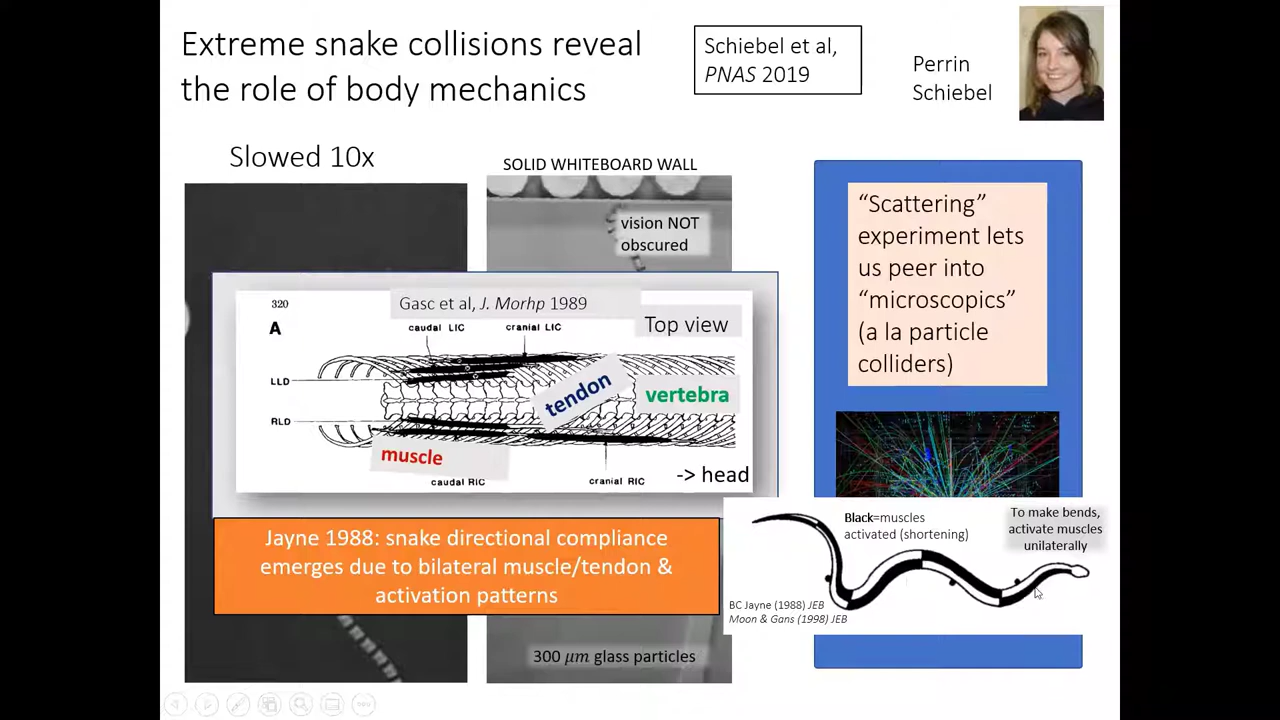 Extreme snake collisions reveal
the role of body mechanics
Schiebel et al,
PNAS 2019
Perrin
Schiebel
Slowed 10x
SOLID WHITEBOARD WALL
vision NOT
obscured
320
Gasc et al, J. Morhp 1989
A
Top view
caudal LIC
cranial LIC
LLD
tendon
vertebra
RLD
muscle
-> head
caudal RIC
cranial RIC
Jayne 1988: snake directional compliance
emerges due to bilateral muscle/tendon &
activation patterns
300 𝜇m glass particles
“Scattering”
experiment lets
us peer into
“microscopics”
(a la particle
colliders)
Black=muscles
activated (shortening)
To make bends,
activate muscles
unilaterally
BC Jayne (1988) JEB
Moon & Gans (1998) JEB